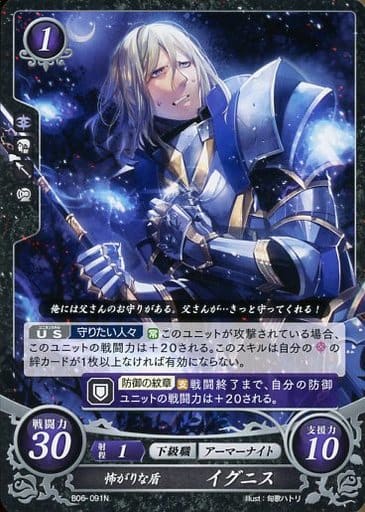 1
俺には父さんのお守りがある。父さんが…きっと守ってくれる！
US 守りたい人々 常 このユニットが攻撃されている場合、
このユニットの戦闘力は＋20される。このスキルは自分の
絆カードが1枚以上なければ有効にならない。
防御の紋章 支 戦闘終了まで、自分の防御
ユニットの戦闘力は＋20される。
戦闘力
30
射程 1
下級職
アーマーナイト
支援力
10
怖がりな盾 イグニス
B06-091N
Illust：匈歌ハトリ